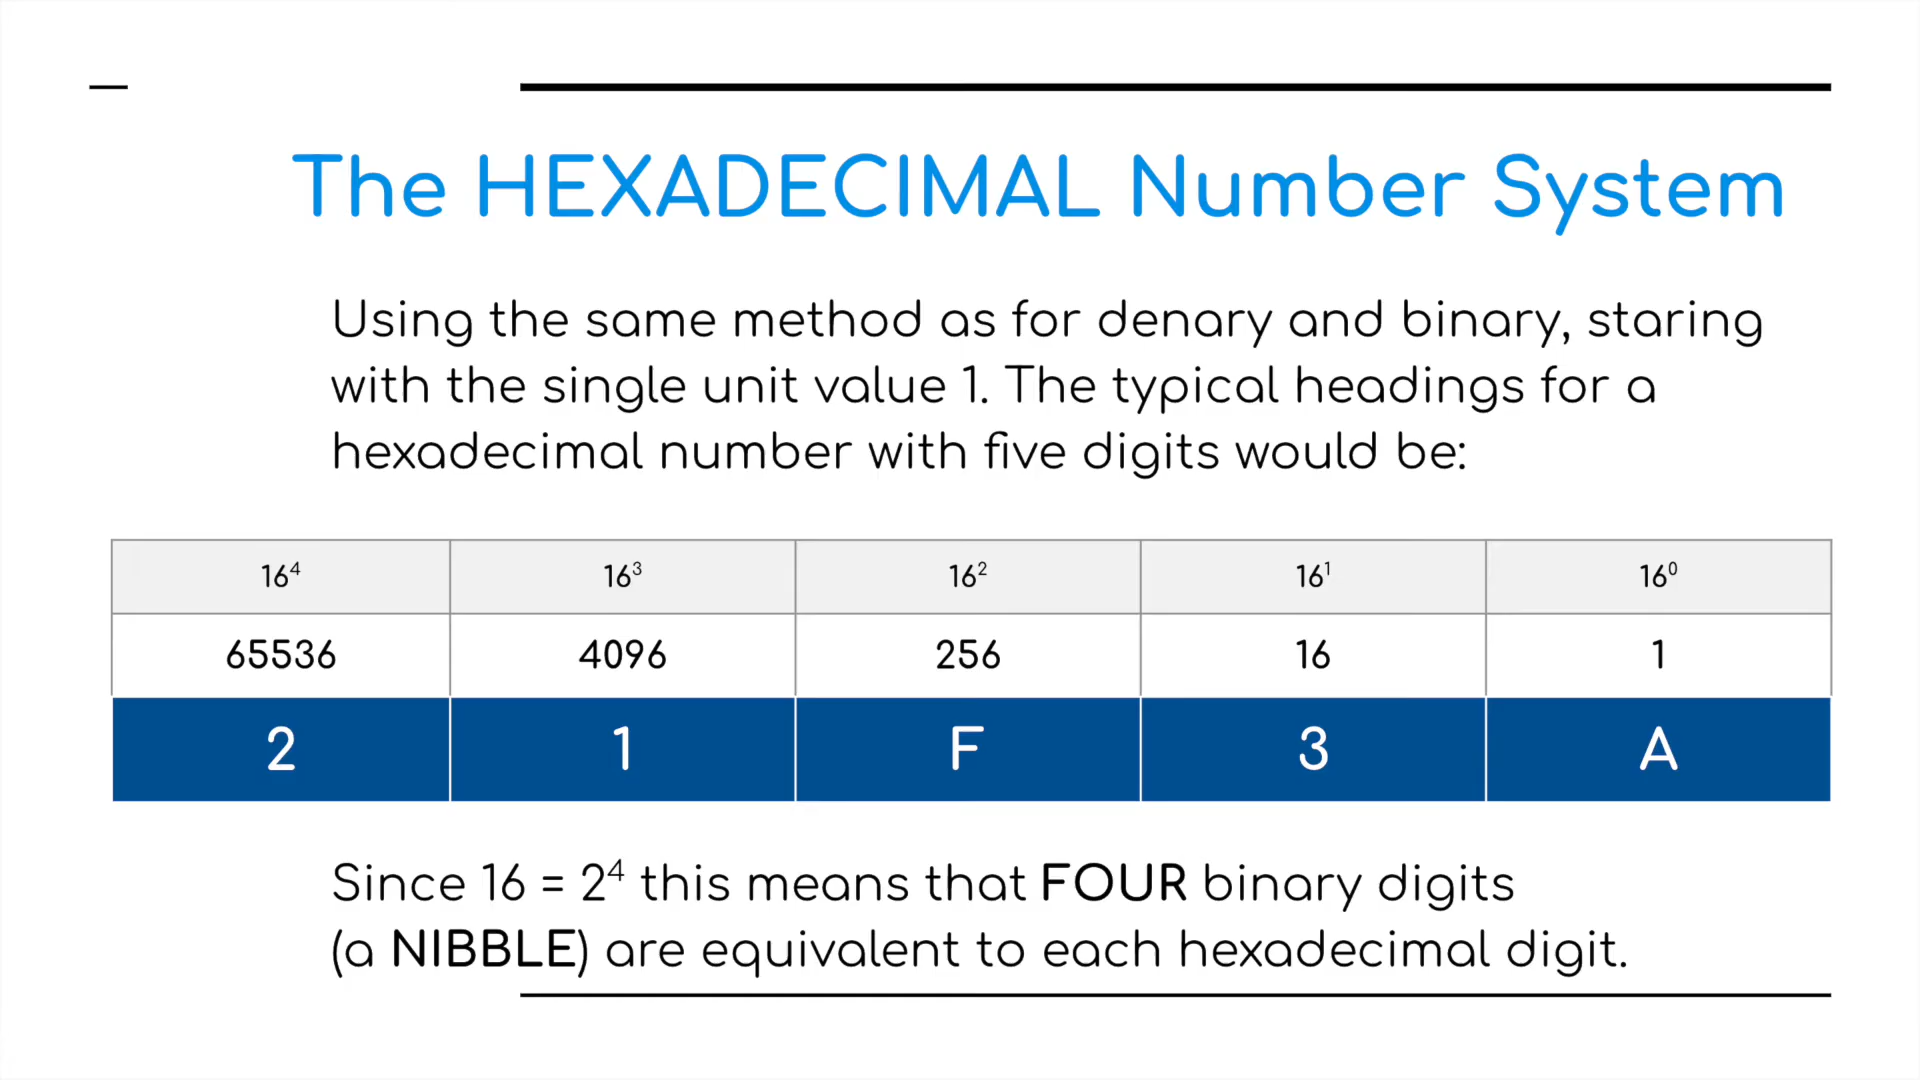 The HEXADECIMAL Number System
Using the same method as for denary and binary, staring
with the single unit value 1. The typical headings for a
hexadecimal number with five digits would be:
16⁴ 16³ 16² 16¹ 16⁰
65536 4096 256 16 1
2 1 F 3 A
Since 16 = 2⁴ this means that FOUR binary digits
(a NIBBLE) are equivalent to each hexadecimal digit.